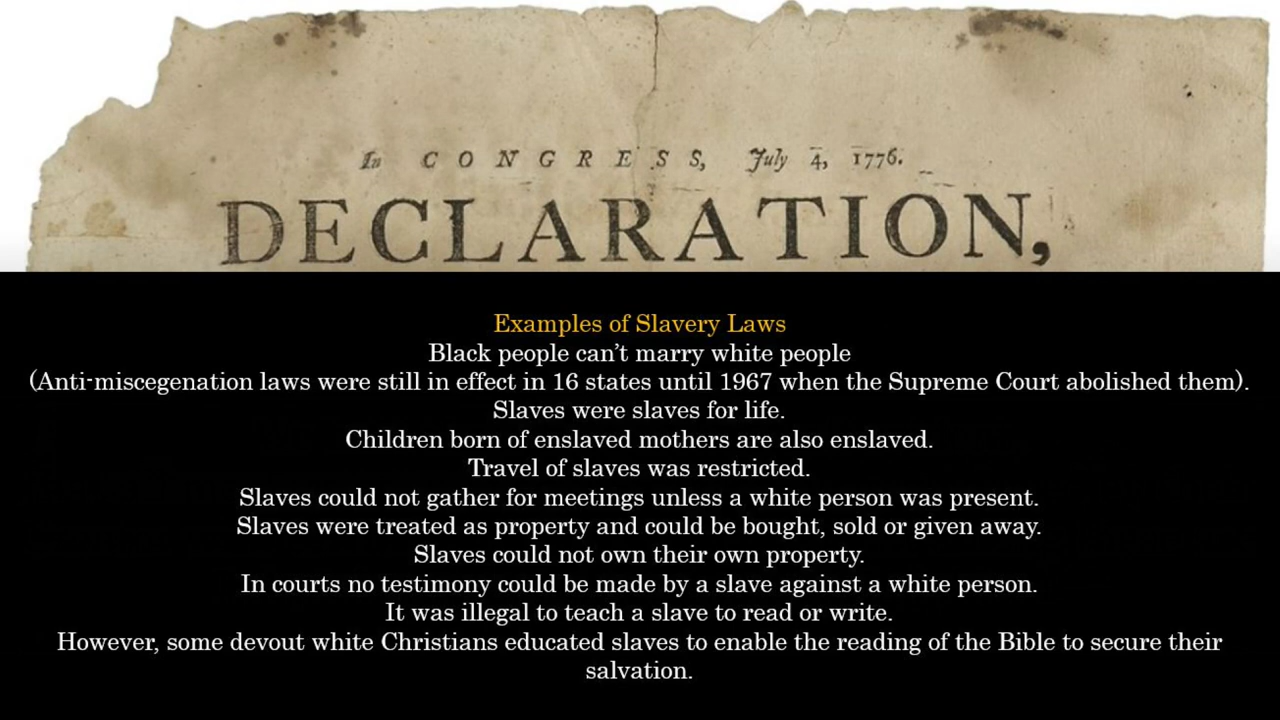 In CONGRESS, July 4, 1776.
DECLARATION,
Examples of Slavery Laws
Black people can’t marry white people
(Anti-miscegenation laws were still in effect in 16 states until 1967 when the Supreme Court abolished them).
Slaves were slaves for life.
Children born of enslaved mothers are also enslaved.
Travel of slaves was restricted.
Slaves could not gather for meetings unless a white person was present.
Slaves were treated as property and could be bought, sold or given away.
Slaves could not own their own property.
In courts no testimony could be made by a slave against a white person.
It was illegal to teach a slave to read or write.
However, some devout white Christians educated slaves to enable the reading of the Bible to secure their
salvation.